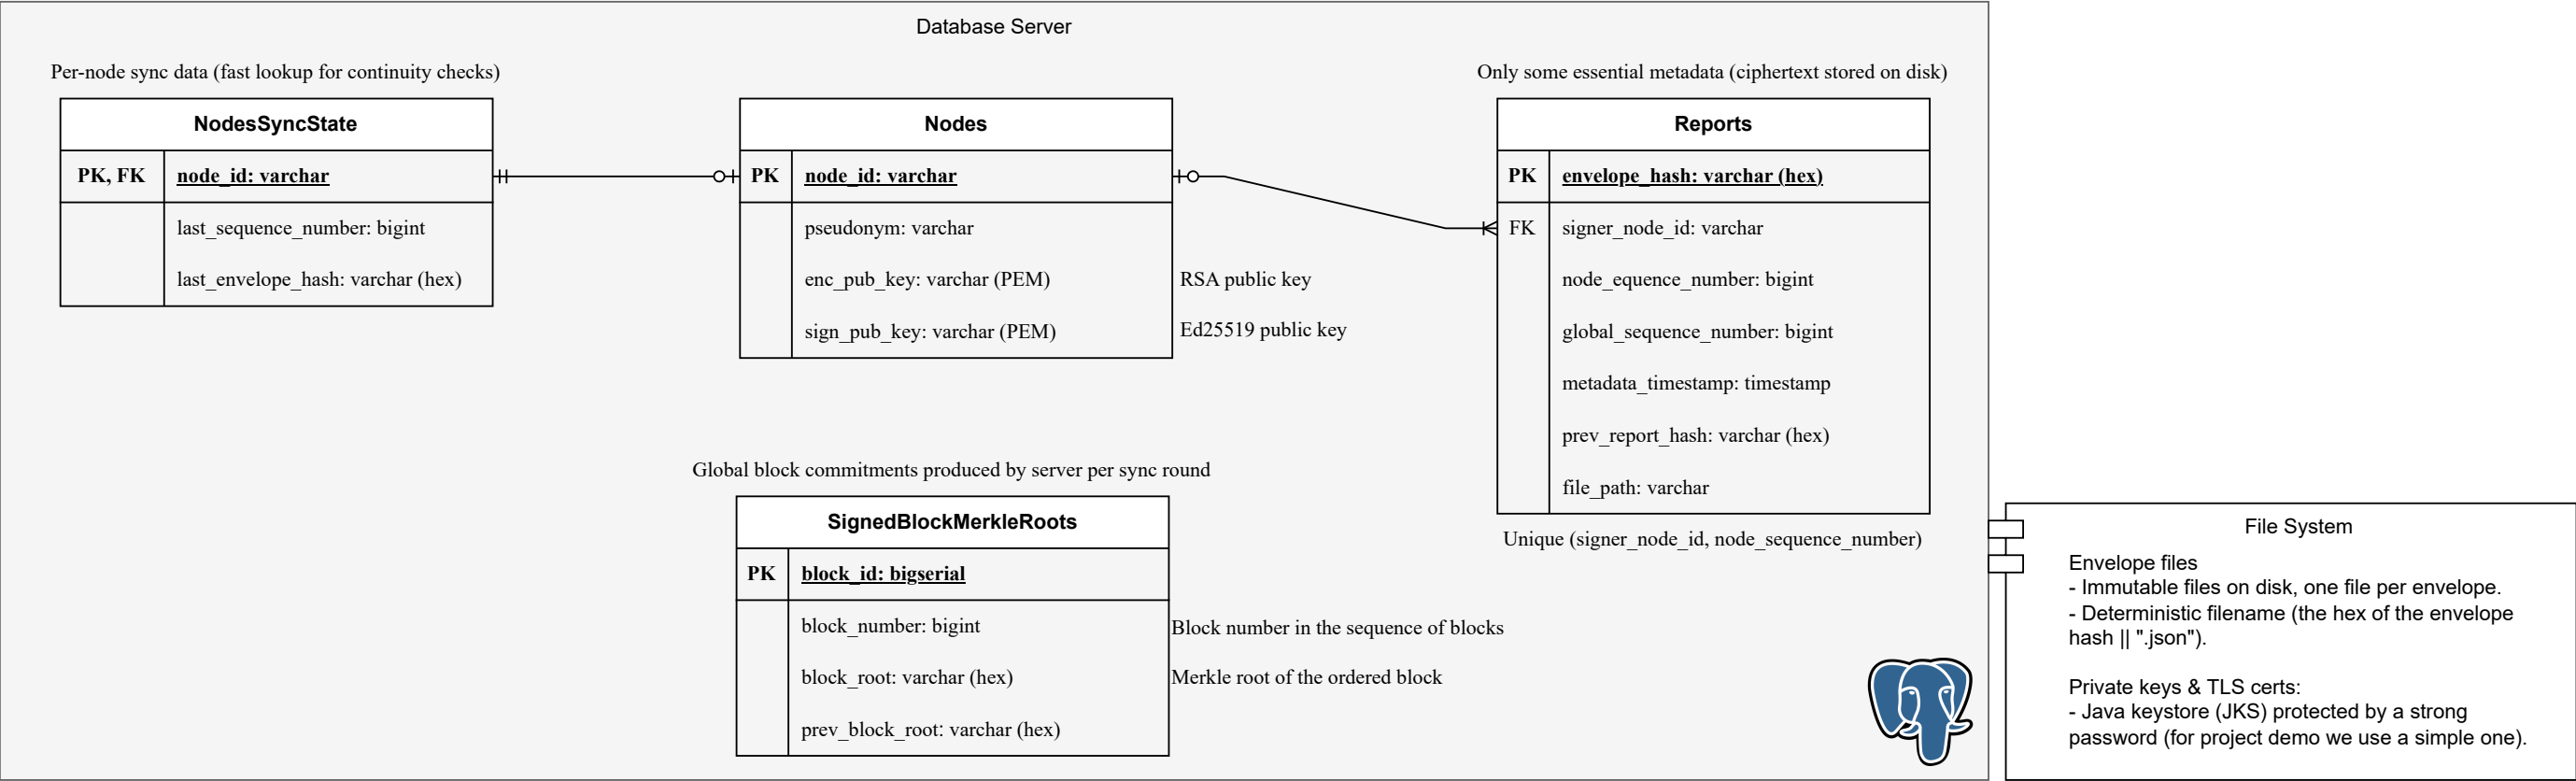 Database Server
Per-node sync data (fast lookup for continuity checks)
NodesSyncState
PK, FK node_id: varchar
last_sequence_number: bigint
last_envelope_hash: varchar (hex)
Nodes
PK node_id: varchar
pseudonym: varchar
enc_pub_key: varchar (PEM) RSA public key
sign_pub_key: varchar (PEM) Ed25519 public key
Only some essential metadata (ciphertext stored on disk)
Reports
PK envelope_hash: varchar (hex)
FK signer_node_id: varchar
node_equence_number: bigint
global_sequence_number: bigint
metadata_timestamp: timestamp
prev_report_hash: varchar (hex)
file_path: varchar
Unique (signer_node_id, node_sequence_number)
Global block commitments produced by server per sync round
SignedBlockMerkleRoots
PK block_id: bigserial
block_number: bigint Block number in the sequence of blocks
block_root: varchar (hex) Merkle root of the ordered block
prev_block_root: varchar (hex)
File System
Envelope files
- Immutable files on disk, one file per envelope.
- Deterministic filename (the hex of the envelope
hash || ".json").
Private keys & TLS certs:
- Java keystore (JKS) protected by a strong
password (for project demo we use a simple one).